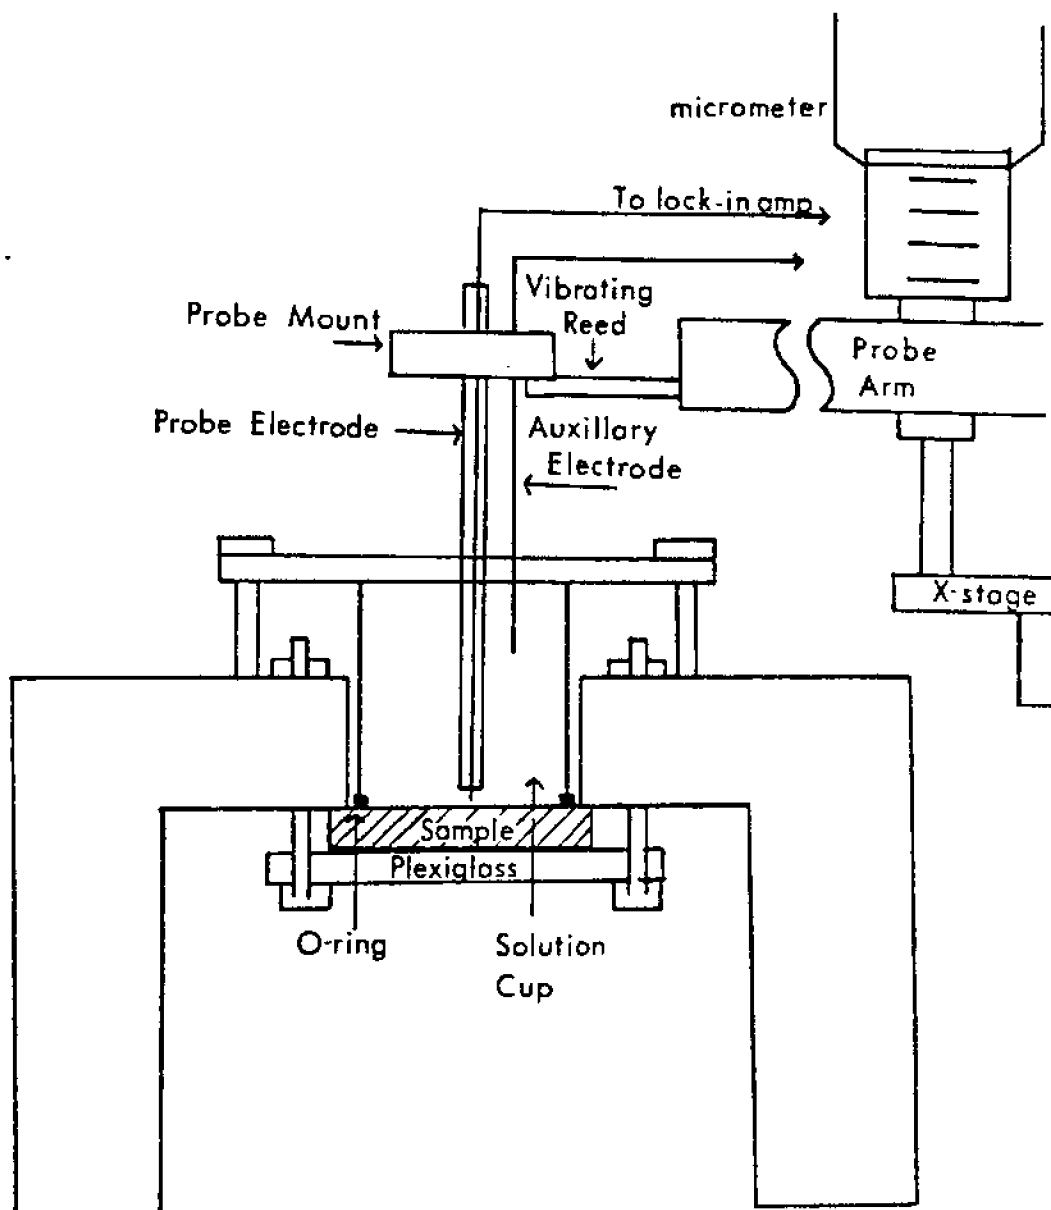 micrometer
To lock-in amp
Vibrating
Reed
Probe Mount
Probe
Arm
Probe Electrode
Auxillary
Electrode
X-stage
Sample
Plexiglass
O-ring
Solution
Cup